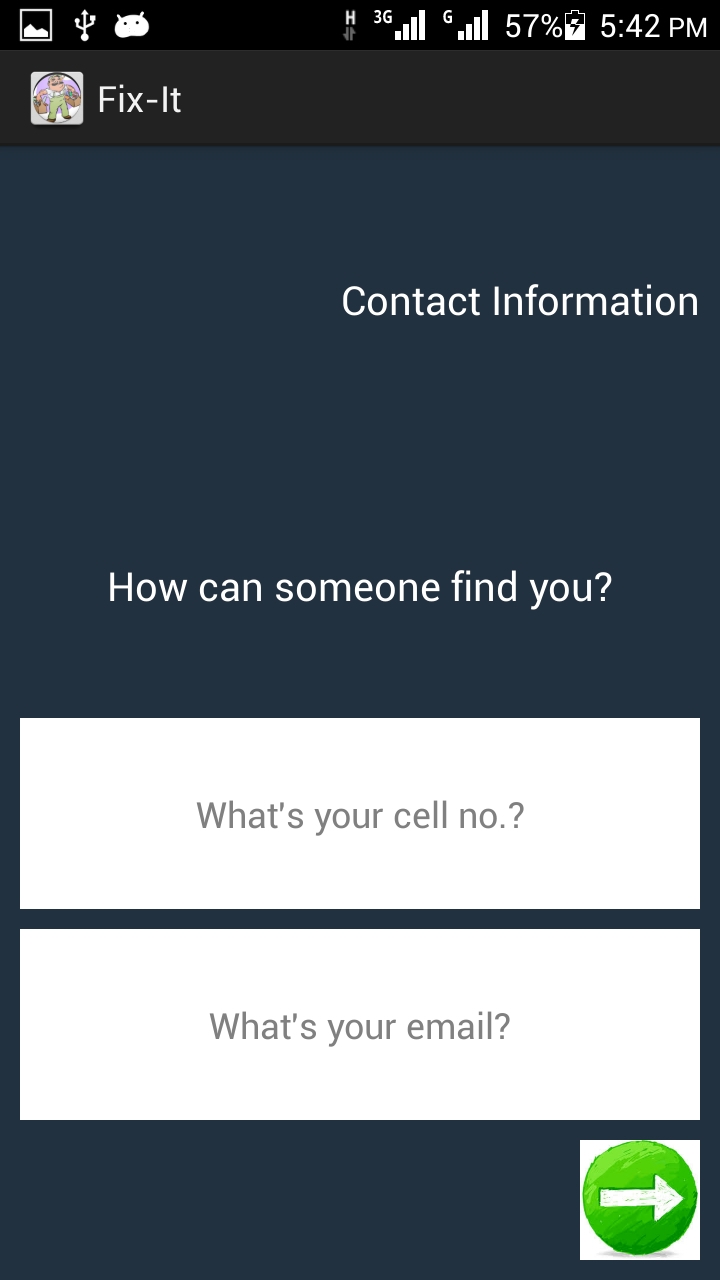 H 3G G 57% 5:42 PM
Fix-It
Contact Information
How can someone find you?
What's your cell no.?
What's your email?